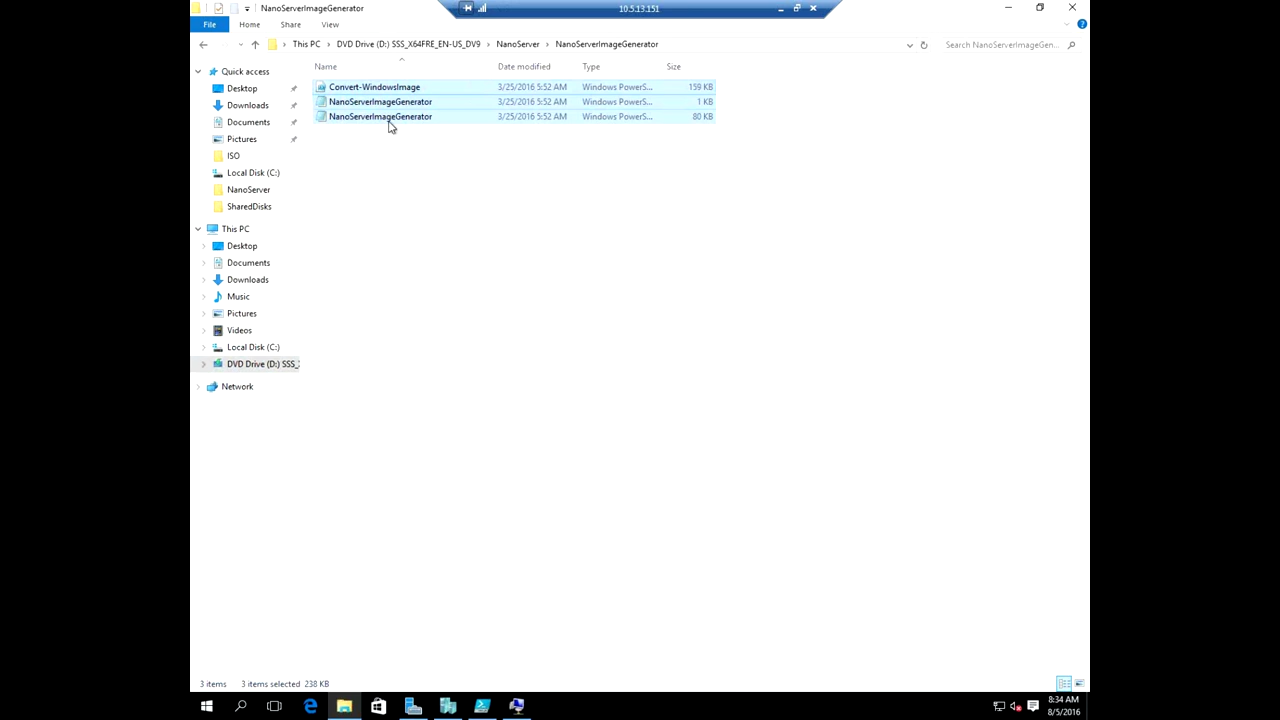 NanoServerImageGenerator
10.5.13.151
File Home Share View
This PC DVD Drive (D:) SSS_X64FRE_EN-US_DV9 NanoServer NanoServerImageGenerator
Search NanoServerImageGen...
Name Date modified Type Size
Convert-WindowsImage 3/25/2016 5:52 AM Windows PowerS... 159 KB
NanoServerImageGenerator 3/25/2016 5:52 AM Windows PowerS... 1 KB
NanoServerImageGenerator 3/25/2016 5:52 AM Windows PowerS... 80 KB
Quick access
Desktop
Downloads
Documents
Pictures
ISO
Local Disk (C:)
NanoServer
SharedDisks
This PC
Desktop
Documents
Downloads
Music
Pictures
Videos
Local Disk (C:)
DVD Drive (D:) SSS_
Network
3 items 3 items selected 238 KB
8:34 AM
8/5/2016